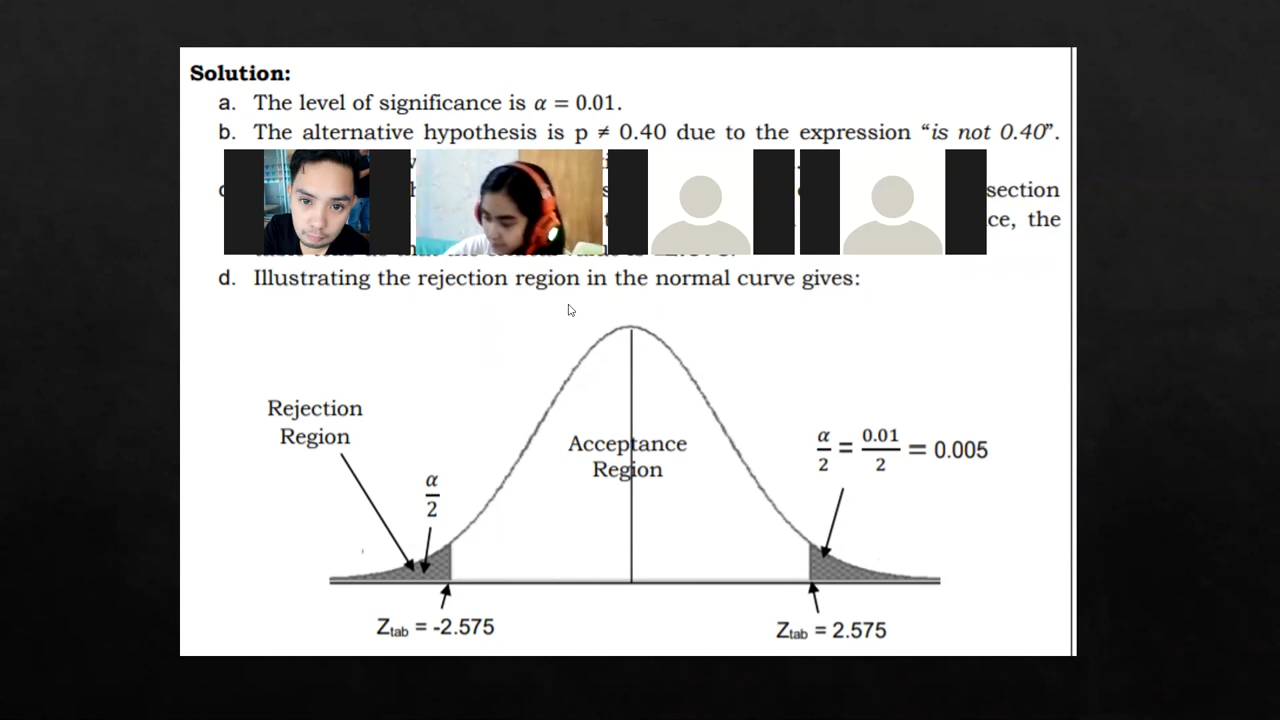 Solution:
a. The level of significance is α = 0.01.
b. The alternative hypothesis is p ≠ 0.40 due to the expression “is not 0.40”.
section
the
d. Illustrating the rejection region in the normal curve gives:
Rejection
Region
α
2
Acceptance
Region
α/2 = 0.01/2 = 0.005
Ztab = -2.575
Ztab = 2.575